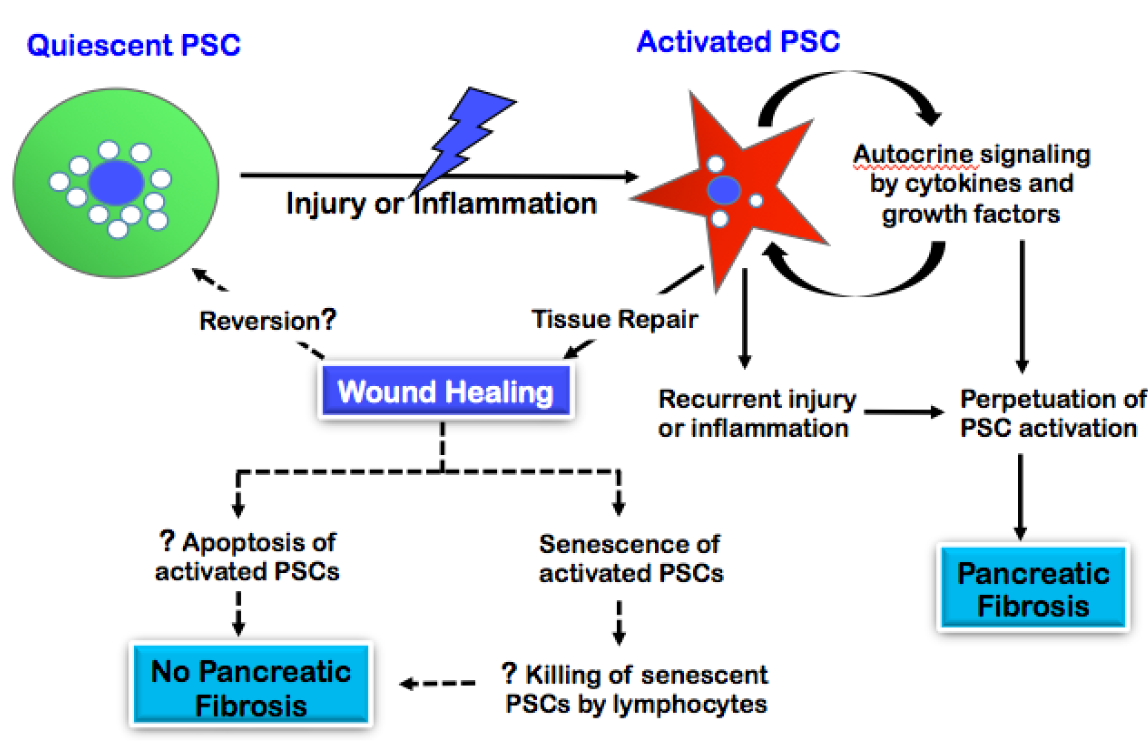 Quiescent PSC
Activated PSC
Injury or Inflammation
Autocrine signaling
by cytokines and
growth factors
Reversion?
Tissue Repair
Wound Healing
Recurrent injury
or inflammation
Perpetuation of
PSC activation
? Apoptosis of
activated PSCs
Senescence of
activated PSCs
Pancreatic
Fibrosis
No Pancreatic
Fibrosis
? Killing of senescent
PSCs by lymphocytes